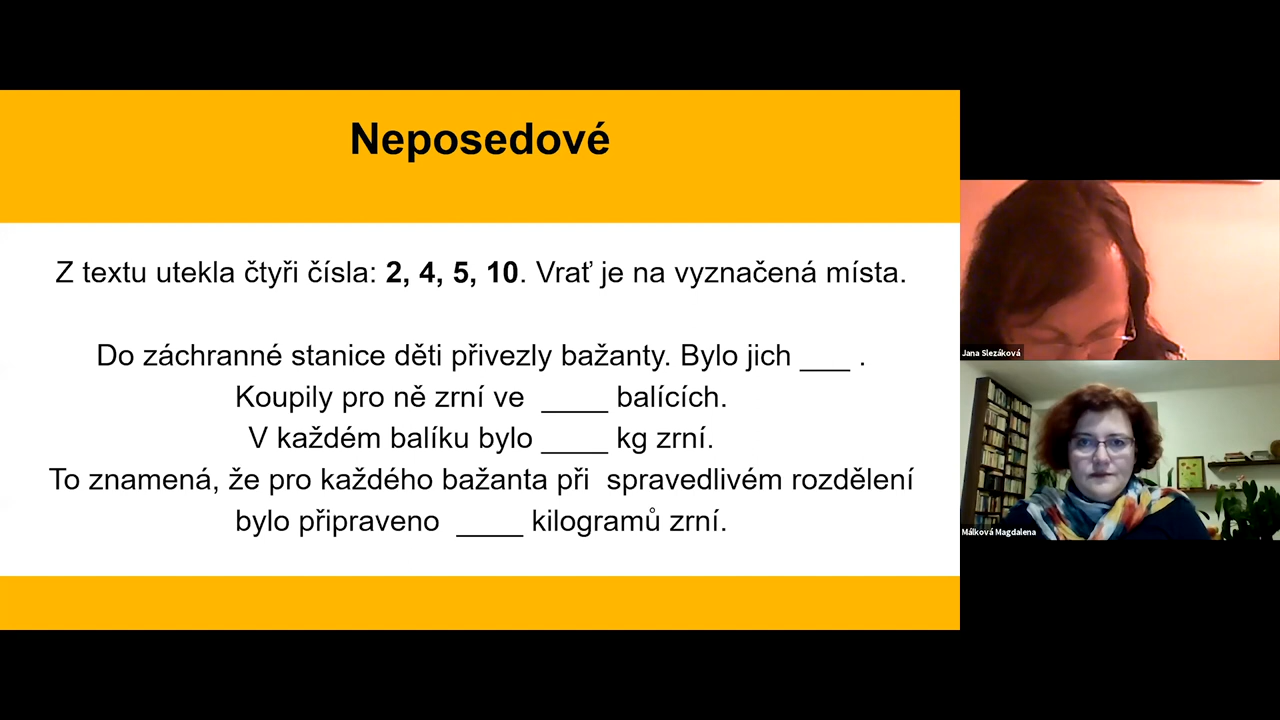 Neposedové
Z textu utekla čtyři čísla: 2, 4, 5, 10. Vrať je na vyznačená místa.
Do záchranné stanice děti přivezly bažanty. Bylo jich ___ .
Koupily pro ně zrní ve ____ balících.
V každém balíku bylo ____ kg zrní.
To znamená, že pro každého bažanta při spravedlivém rozdělení
bylo připraveno ____ kilogramů zrní.
Jana Slezáková
Málková Magdalena